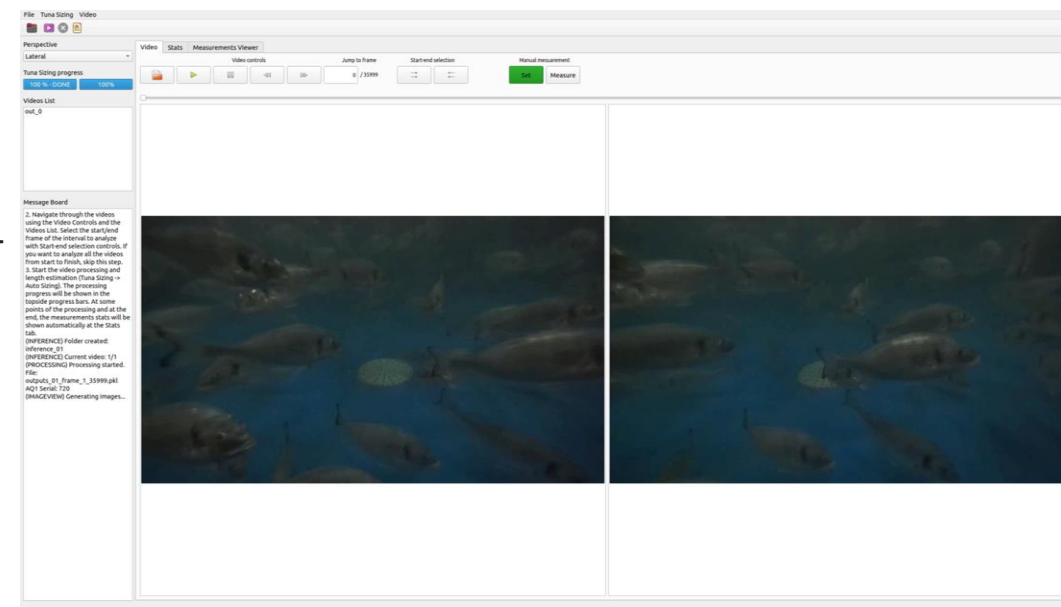 File Tuna Sizing Video
Perspective
Lateral
Tuna Sizing progress
100 % - DONE 100%
Videos List
out_0
Message Board
2. Navigate through the videos
using the Video Controls and the
Videos List. Select the start/end
frame of the interval to analyze
with Start-end selection controls. If
you want to analyze all the videos
from start to finish, skip this step.
3. Start the video processing and
length estimation (Tuna Sizing ->
Auto Sizing). The processing
progress will be shown in the
topside progress bars. At some
points of the processing and at the
end, the measurements stats will be
shown automatically at the Stats
tab.
(INFERENCE) Folder created:
inference_01
(INFERENCE) Current video: 1/1
(PROCESSING) Processing started.
File:
outputs_01_frame_1_35999.pkl
AQ1 Serial: 720
(IMAGEVIEW) Generating images...
Video Stats Measurements Viewer
Video controls Jump to frame Start-end selection Manual mesuarement
0 / 35999 Set Measure